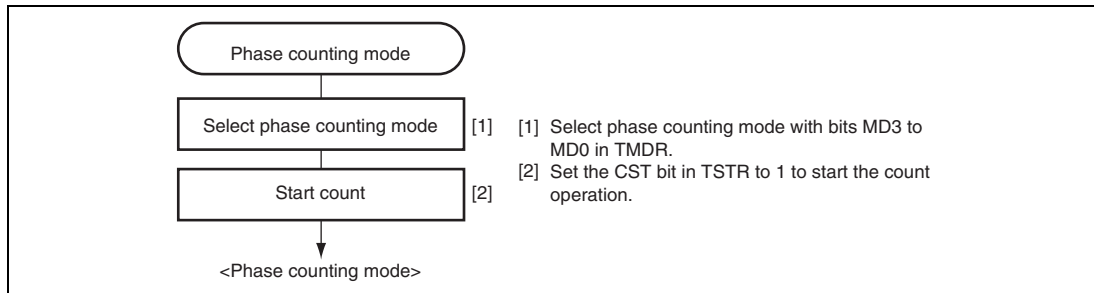 Phase counting mode
Select phase counting mode [1]
Start count [2]
<Phase counting mode>
[1] Select phase counting mode with bits MD3 to
MD0 in TMDR.
[2] Set the CST bit in TSTR to 1 to start the count
operation.